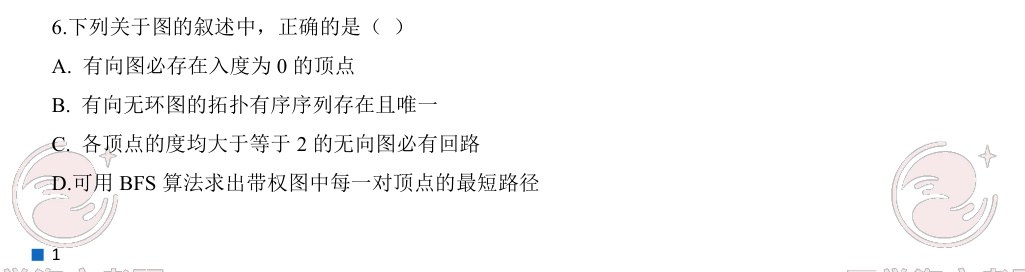 6.下列关于图的叙述中，正确的是（ ）
A. 有向图必存在入度为 0 的顶点
B. 有向无环图的拓扑有序序列存在且唯一
C. 各顶点的度均大于等于 2 的无向图必有回路
D.可用 BFS 算法求出带权图中每一对顶点的最短路径
1